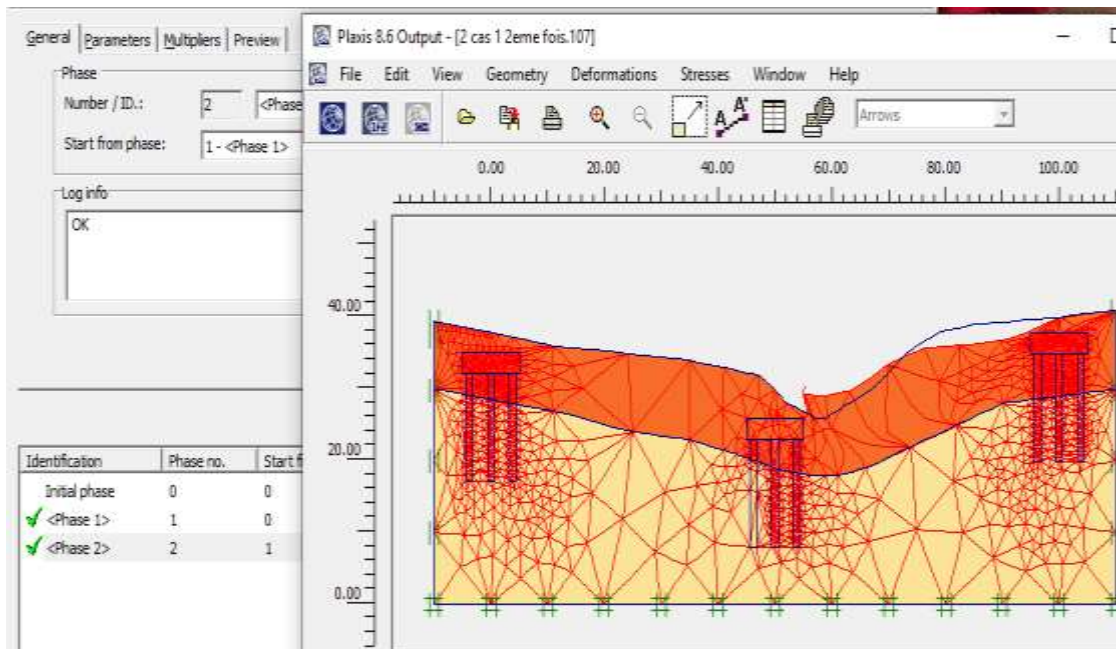 General Parameters Multipliers Preview
Phase
Number / ID.: 2 <Phase
Start from phase: 1 - <Phase 1>
Log info
OK
Identification Phase no. Start f
Initial phase 0 0
<Phase 1> 1 0
<Phase 2> 2 1
Plaxis 8.6 Output - [2 cas 1 2eme fois.107]
File Edit View Geometry Deformations Stresses Window Help
A A' Arrows
0.00 20.00 40.00 60.00 80.00 100.00
40.00
20.00
0.00